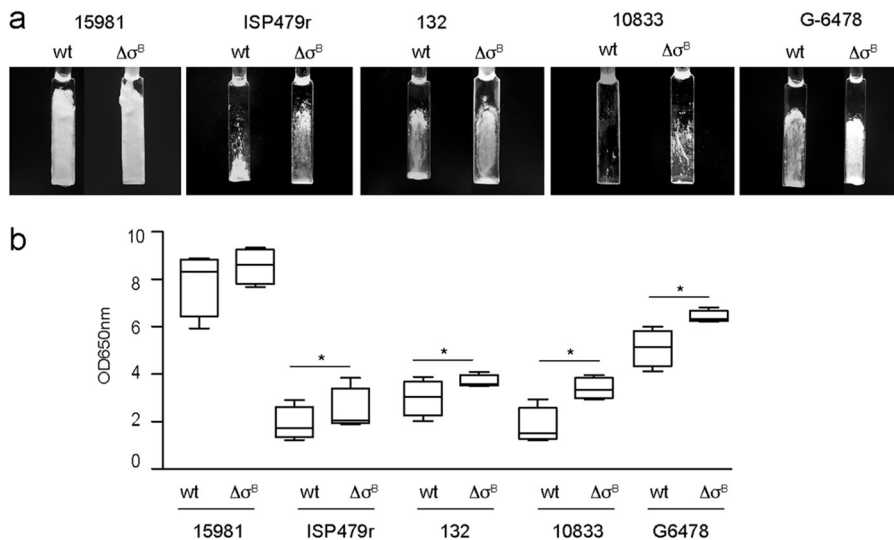 a
15981 ISP479r 132 10833 G-6478
wt Δσᴮ wt Δσᴮ wt Δσᴮ wt Δσᴮ wt Δσᴮ
b
OD650nm
10
8
6
4
2
0
* * * *
wt Δσᴮ wt Δσᴮ wt Δσᴮ wt Δσᴮ wt Δσᴮ
15981 ISP479r 132 10833 G6478